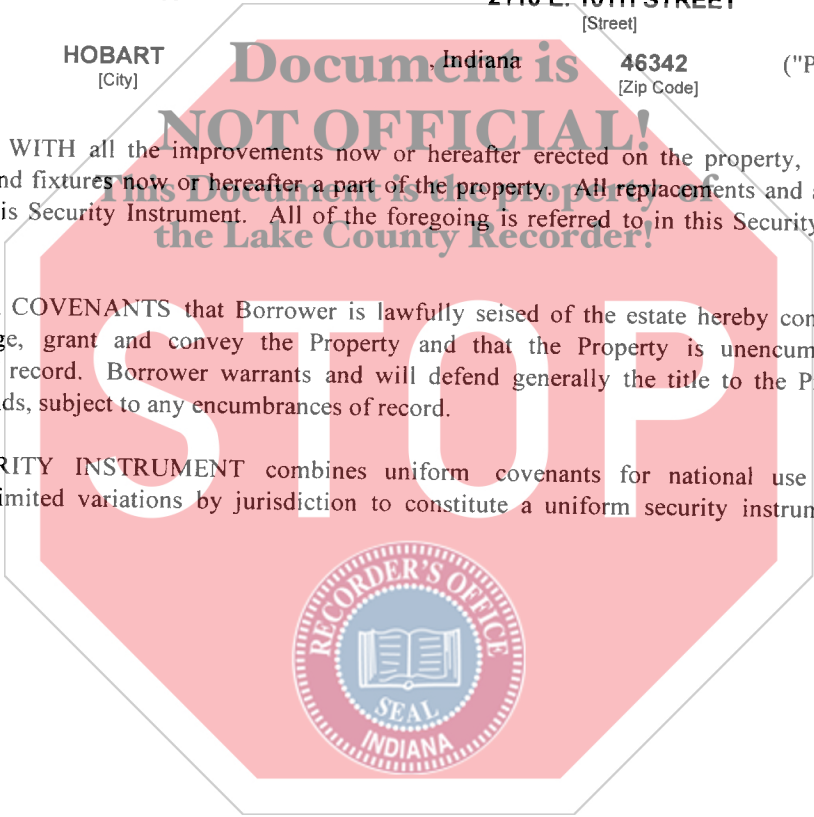 E. 10TH STREET
[Street]
HOBART , Indiana 46342 ("P
[City] [Zip Code]
Document is
NOT OFFICIAL!
This Document is the property of
the Lake County Recorder!
WITH all the improvements now or hereafter erected on the property,
nd fixtures now or hereafter a part of the property. All replacements and a
is Security Instrument. All of the foregoing is referred to in this Security
COVENANTS that Borrower is lawfully seised of the estate hereby con
ge, grant and convey the Property and that the Property is unencum
record. Borrower warrants and will defend generally the title to the P
ds, subject to any encumbrances of record.
STOP
RITY INSTRUMENT combines uniform covenants for national use
imited variations by jurisdiction to constitute a uniform security instrum
RECORDER'S OFFICE
SEAL
INDIANA